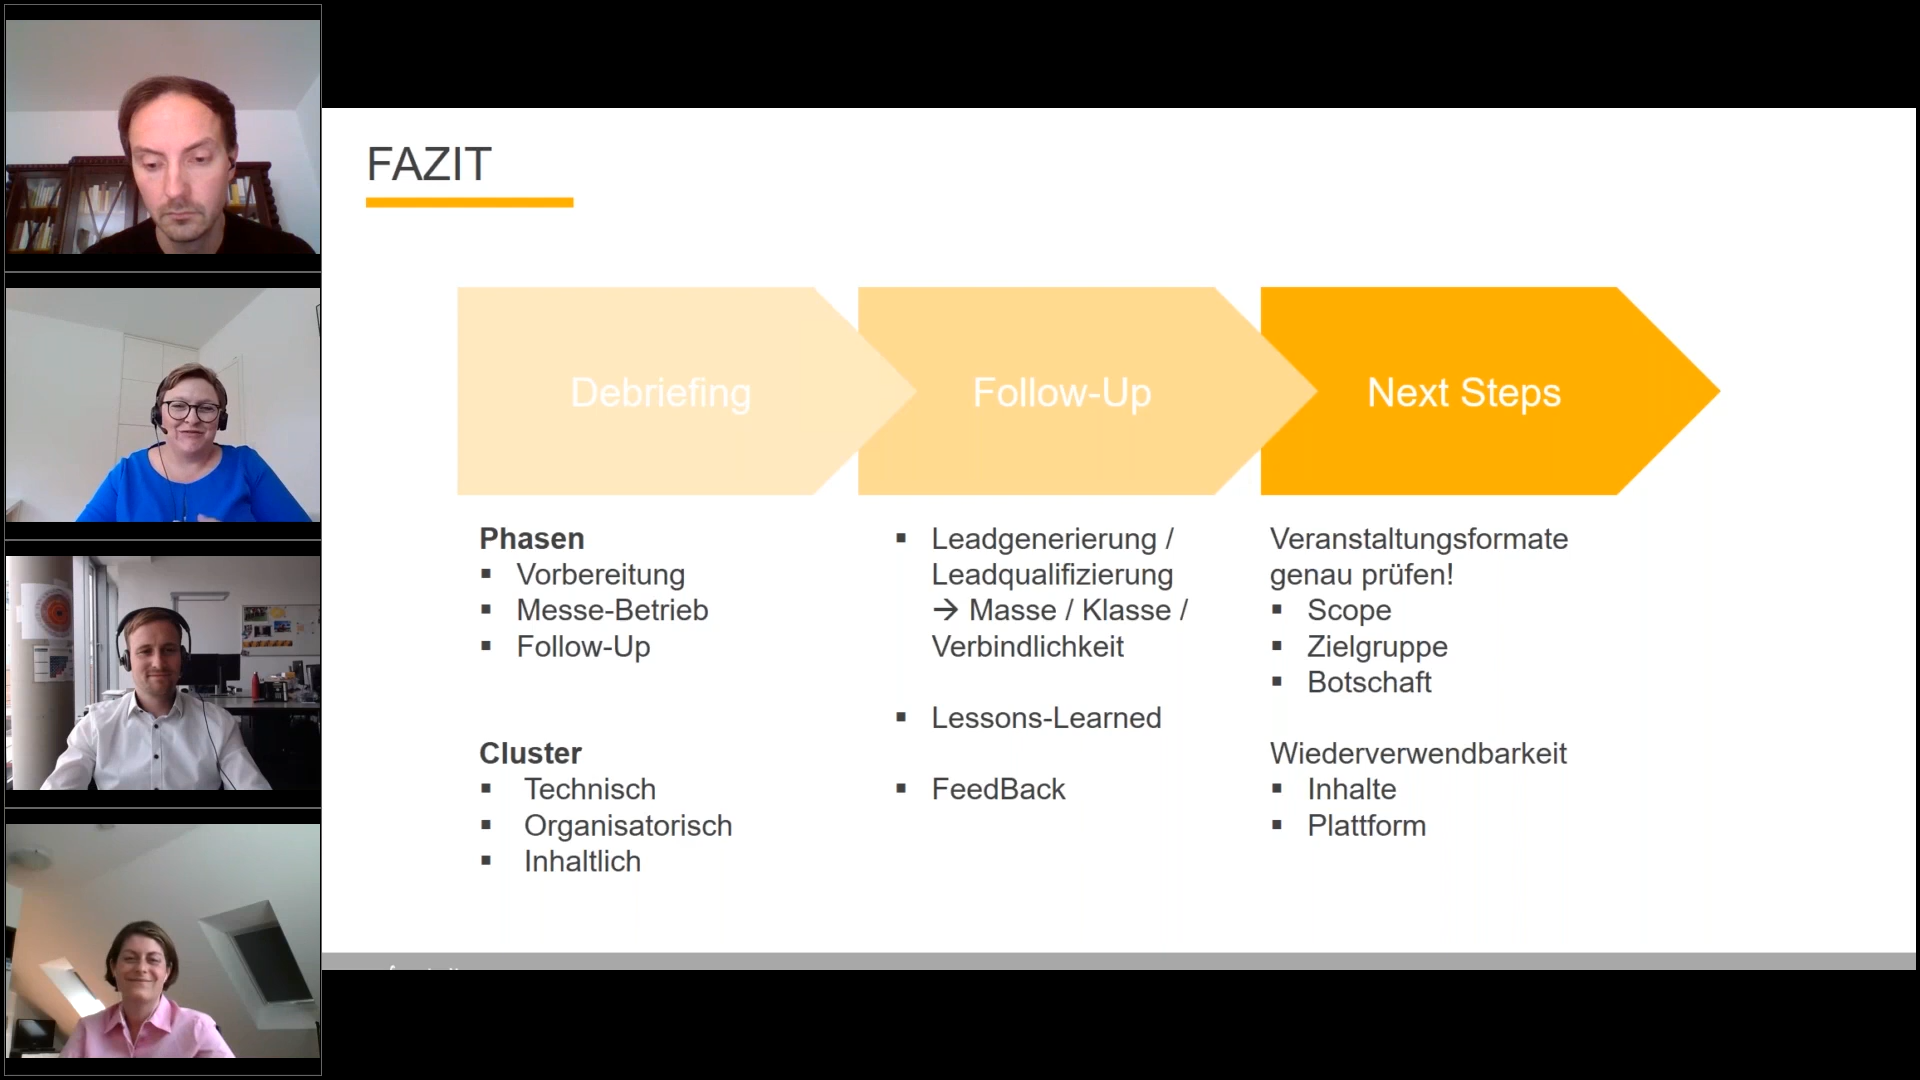 FAZIT
Debriefing
Follow-Up
Next Steps
Phasen
▪ Vorbereitung
▪ Messe-Betrieb
▪ Follow-Up
Cluster
▪ Technisch
▪ Organisatorisch
▪ Inhaltlich
▪ Leadgenerierung /
Leadqualifizierung
→ Masse / Klasse /
Verbindlichkeit
▪ Lessons-Learned
▪ FeedBack
Veranstaltungsformate
genau prüfen!
▪ Scope
▪ Zielgruppe
▪ Botschaft
Wiederverwendbarkeit
▪ Inhalte
▪ Plattform